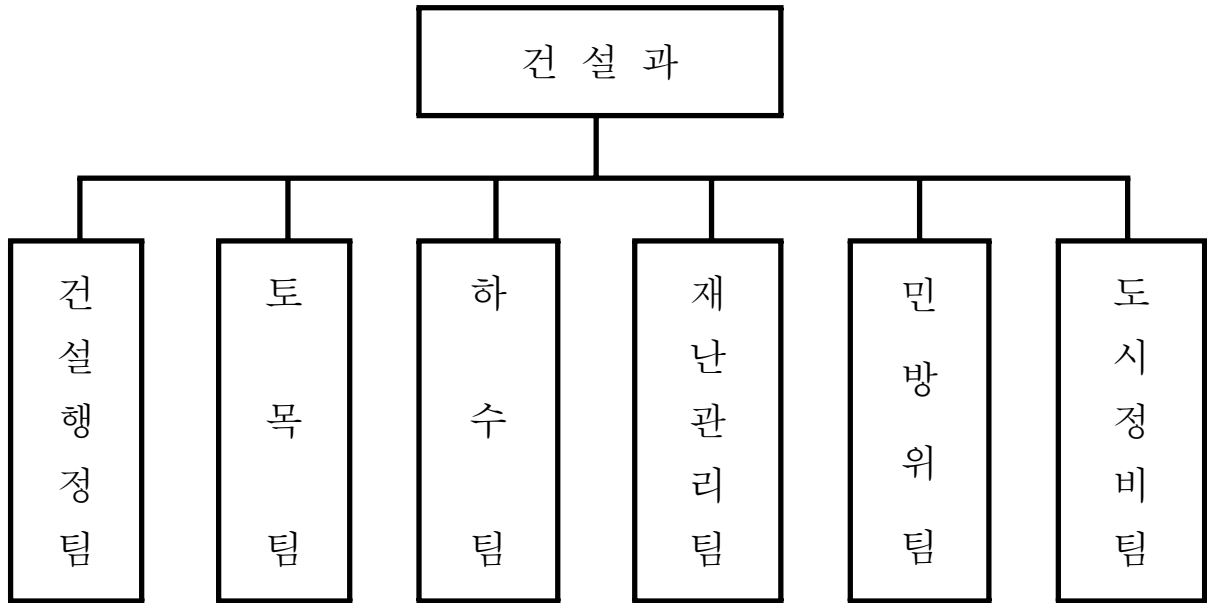 건 설 과
건설행정팀
토목팀
하수팀
재난관리팀
민방위팀
도시정비팀